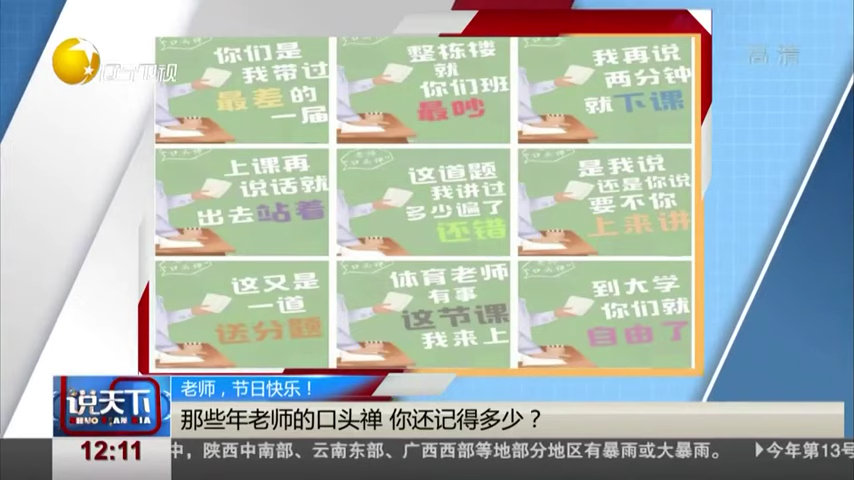 辽宁卫视
高清
你们是
我带过
最差的
一届
整栋楼
就
你们班
最吵
我再说
两分钟
就下课
上课再
说话就
出去站着
这道题
我讲过
多少遍了
还错
是我说
还是你说
要不你
上来讲
这又是
一道
送分题
体育老师
有事
这节课
我来上
到大学
你们就
自由了
老师，节日快乐！
说天下
SHUO TIAN XIA
那些年老师的口头禅 你还记得多少？
12:11
中，陕西中南部、云南东部、广西西部等地部分地区有暴雨或大暴雨。 ▶今年第13号